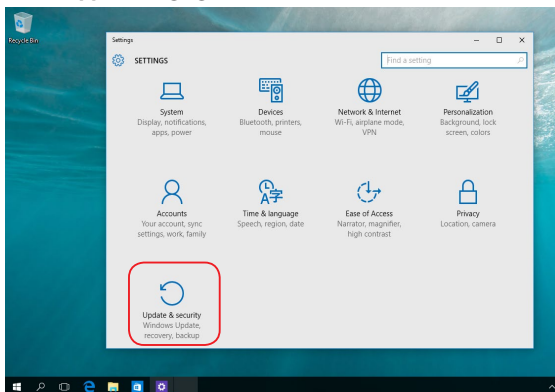 Recycle Bin
Settings
SETTINGS
Find a setting
System
Display, notifications,
apps, power
Devices
Bluetooth, printers,
mouse
Network & Internet
Wi-Fi, airplane mode,
VPN
Personalization
Background, lock
screen, colors
Accounts
Your account, sync
settings, work, family
Time & language
Speech, region, date
Ease of Access
Narrator, magnifier,
high contrast
Privacy
Location, camera
Update & security
Windows Update,
recovery, backup